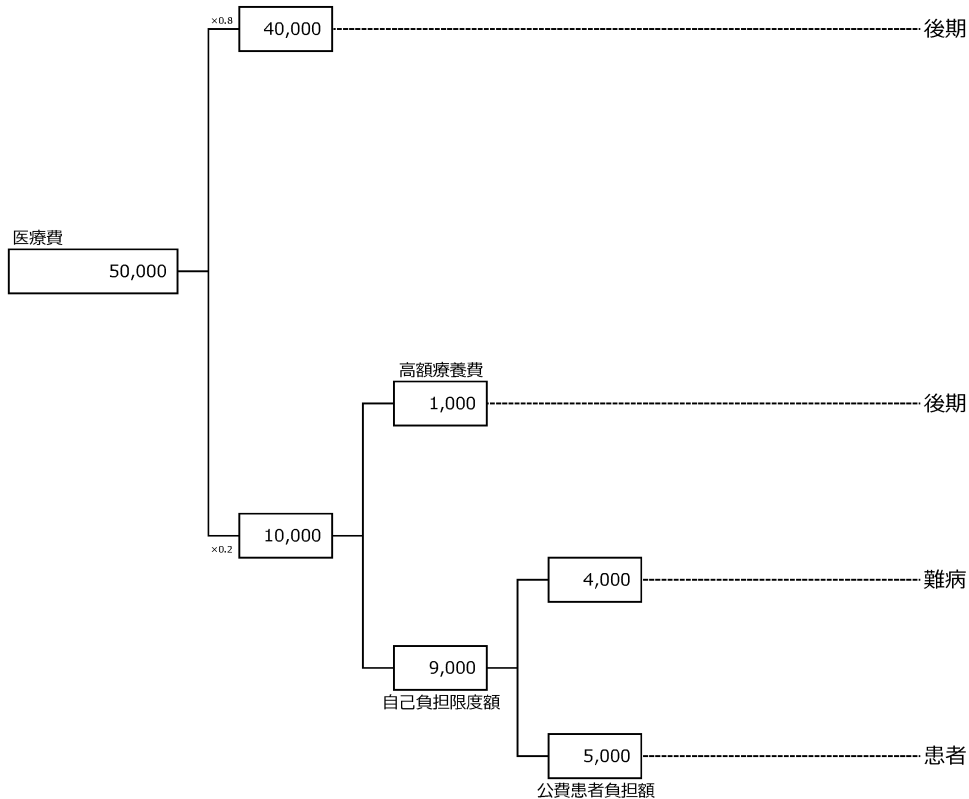 ×0.8
40,000
後期
医療費
50,000
高額療養費
1,000
後期
10,000
×0.2
4,000
難病
9,000
自己負担限度額
5,000
患者
公費患者負担額